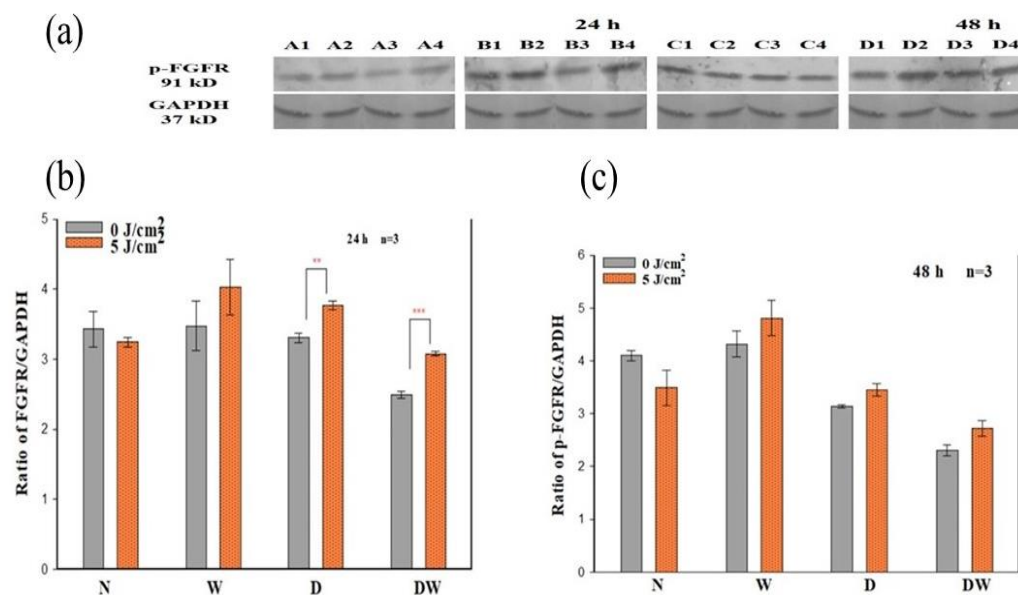 (a)
24 h
48 h
A1 A2 A3 A4 B1 B2 B3 B4 C1 C2 C3 C4 D1 D2 D3 D4
p-FGFR
91 kD
GAPDH
37 kD
(b)
Ratio of FGFR/GAPDH
5
4
3
2
1
0
0 J/cm²
5 J/cm²
24 h n=3
**
***
N W D DW
(c)
Ratio of p-FGFR/GAPDH
6
5
4
3
2
1
0
0 J/cm²
5 J/cm²
48 h n=3
N W D DW